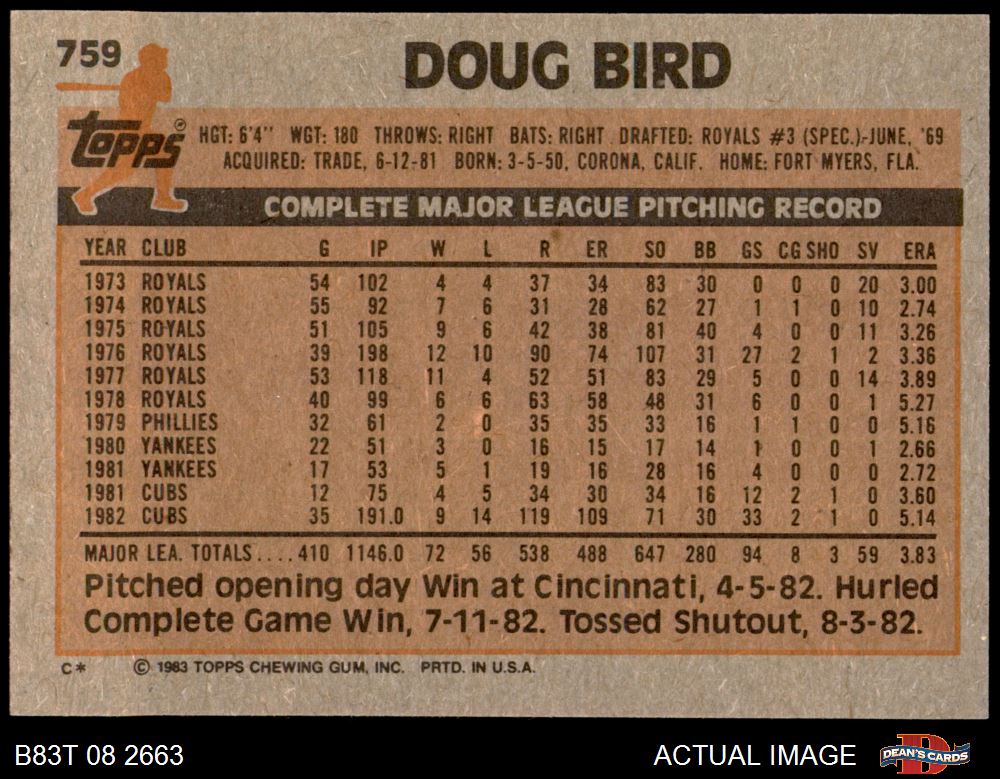 759 DOUG BIRD
Topps® HGT: 6'4" WGT: 180 THROWS: RIGHT BATS: RIGHT DRAFTED: ROYALS #3 (SPEC.)-JUNE, '69
ACQUIRED: TRADE, 6-12-81 BORN: 3-5-50, CORONA, CALIF. HOME: FORT MYERS, FLA.
COMPLETE MAJOR LEAGUE PITCHING RECORD
YEAR CLUB G IP W L R ER SO BB GS CG SHO SV ERA
1973 ROYALS 54 102 4 4 37 34 83 30 0 0 0 20 3.00
1974 ROYALS 55 92 7 6 31 28 62 27 1 1 0 10 2.74
1975 ROYALS 51 105 9 6 42 38 81 40 4 0 0 11 3.26
1976 ROYALS 39 198 12 10 90 74 107 31 27 2 1 2 3.36
1977 ROYALS 53 118 11 4 52 51 83 29 5 0 0 14 3.89
1978 ROYALS 40 99 6 6 63 58 48 31 6 0 0 1 5.27
1979 PHILLIES 32 61 2 0 35 35 33 16 1 1 0 0 5.16
1980 YANKEES 22 51 3 0 16 15 17 14 1 0 0 1 2.66
1981 YANKEES 17 53 5 1 19 16 28 16 4 0 0 0 2.72
1981 CUBS 12 75 4 5 34 30 34 16 12 2 1 0 3.60
1982 CUBS 35 191.0 9 14 119 109 71 30 33 2 1 0 5.14
MAJOR LEA. TOTALS.... 410 1146.0 72 56 538 488 647 280 94 8 3 59 3.83
Pitched opening day Win at Cincinnati, 4-5-82. Hurled
Complete Game Win, 7-11-82. Tossed Shutout, 8-3-82.
C* © 1983 TOPPS CHEWING GUM, INC. PRTD. IN U.S.A.
B83T 08 2663 ACTUAL IMAGE DEAN'S CARDS